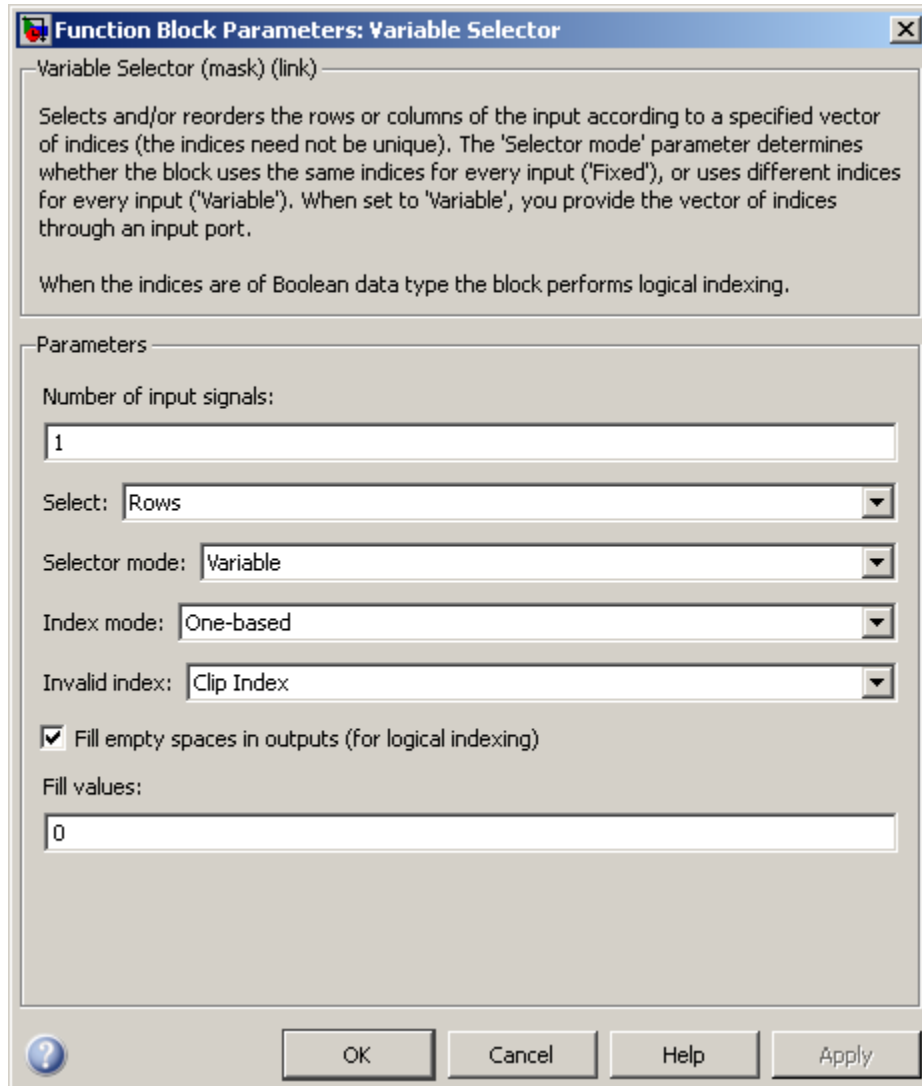 Function Block Parameters: Variable Selector
Variable Selector (mask) (link)
Selects and/or reorders the rows or columns of the input according to a specified vector
of indices (the indices need not be unique). The 'Selector mode' parameter determines
whether the block uses the same indices for every input ('Fixed'), or uses different indices
for every input ('Variable'). When set to 'Variable', you provide the vector of indices
through an input port.
When the indices are of Boolean data type the block performs logical indexing.
Parameters
Number of input signals:
1
Select: Rows
Selector mode: Variable
Index mode: One-based
Invalid index: Clip Index
Fill empty spaces in outputs (for logical indexing)
Fill values:
0
OK Cancel Help Apply